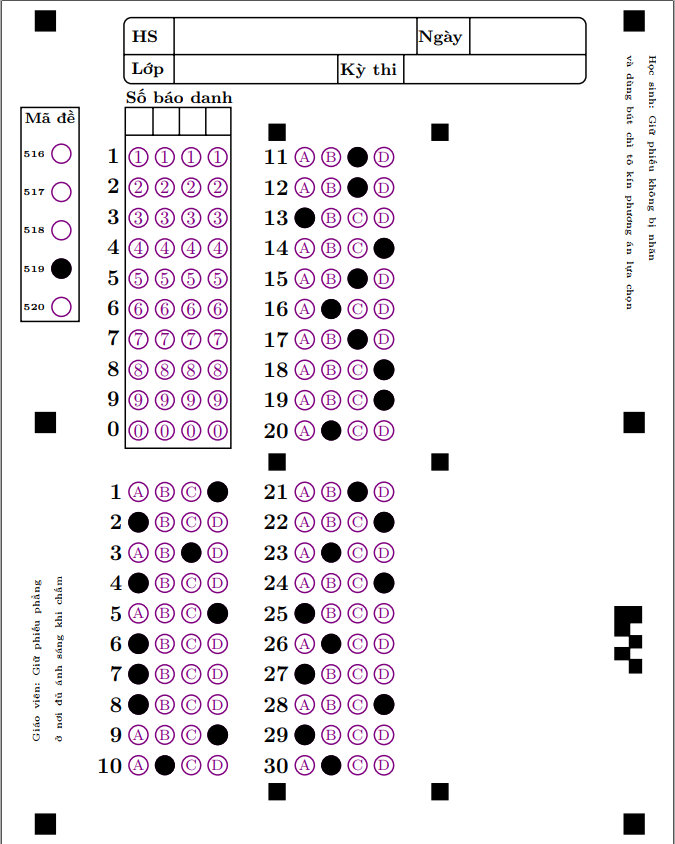 HS
Ngày
Lớp
Kỳ thi
Học sinh: Giữ phiếu không bị nhăn
và dùng bút chì tô kín phương án lựa chọn
Mã đề
516
517
518
519
520
Số báo danh
1 1 1 1 1
2 2 2 2 2
3 3 3 3 3
4 4 4 4 4
5 5 5 5 5
6 6 6 6 6
7 7 7 7 7
8 8 8 8 8
9 9 9 9 9
0 0 0 0 0
11 A B D
12 A B D
13 B C D
14 A B C
15 A B D
16 A C D
17 A B D
18 A B C
19 A B C
20 A C D
1 A B C
2 B C D
3 A B D
4 B C D
5 A B C
6 B C D
7 B C D
8 B C D
9 A B C
10 A C D
21 A B D
22 A B C
23 A C D
24 A B C
25 B C D
26 A C D
27 B C D
28 A B C
29 B C D
30 A C D
Giáo viên: Giữ phiếu phẳng
ở nơi đủ ánh sáng khi chấm